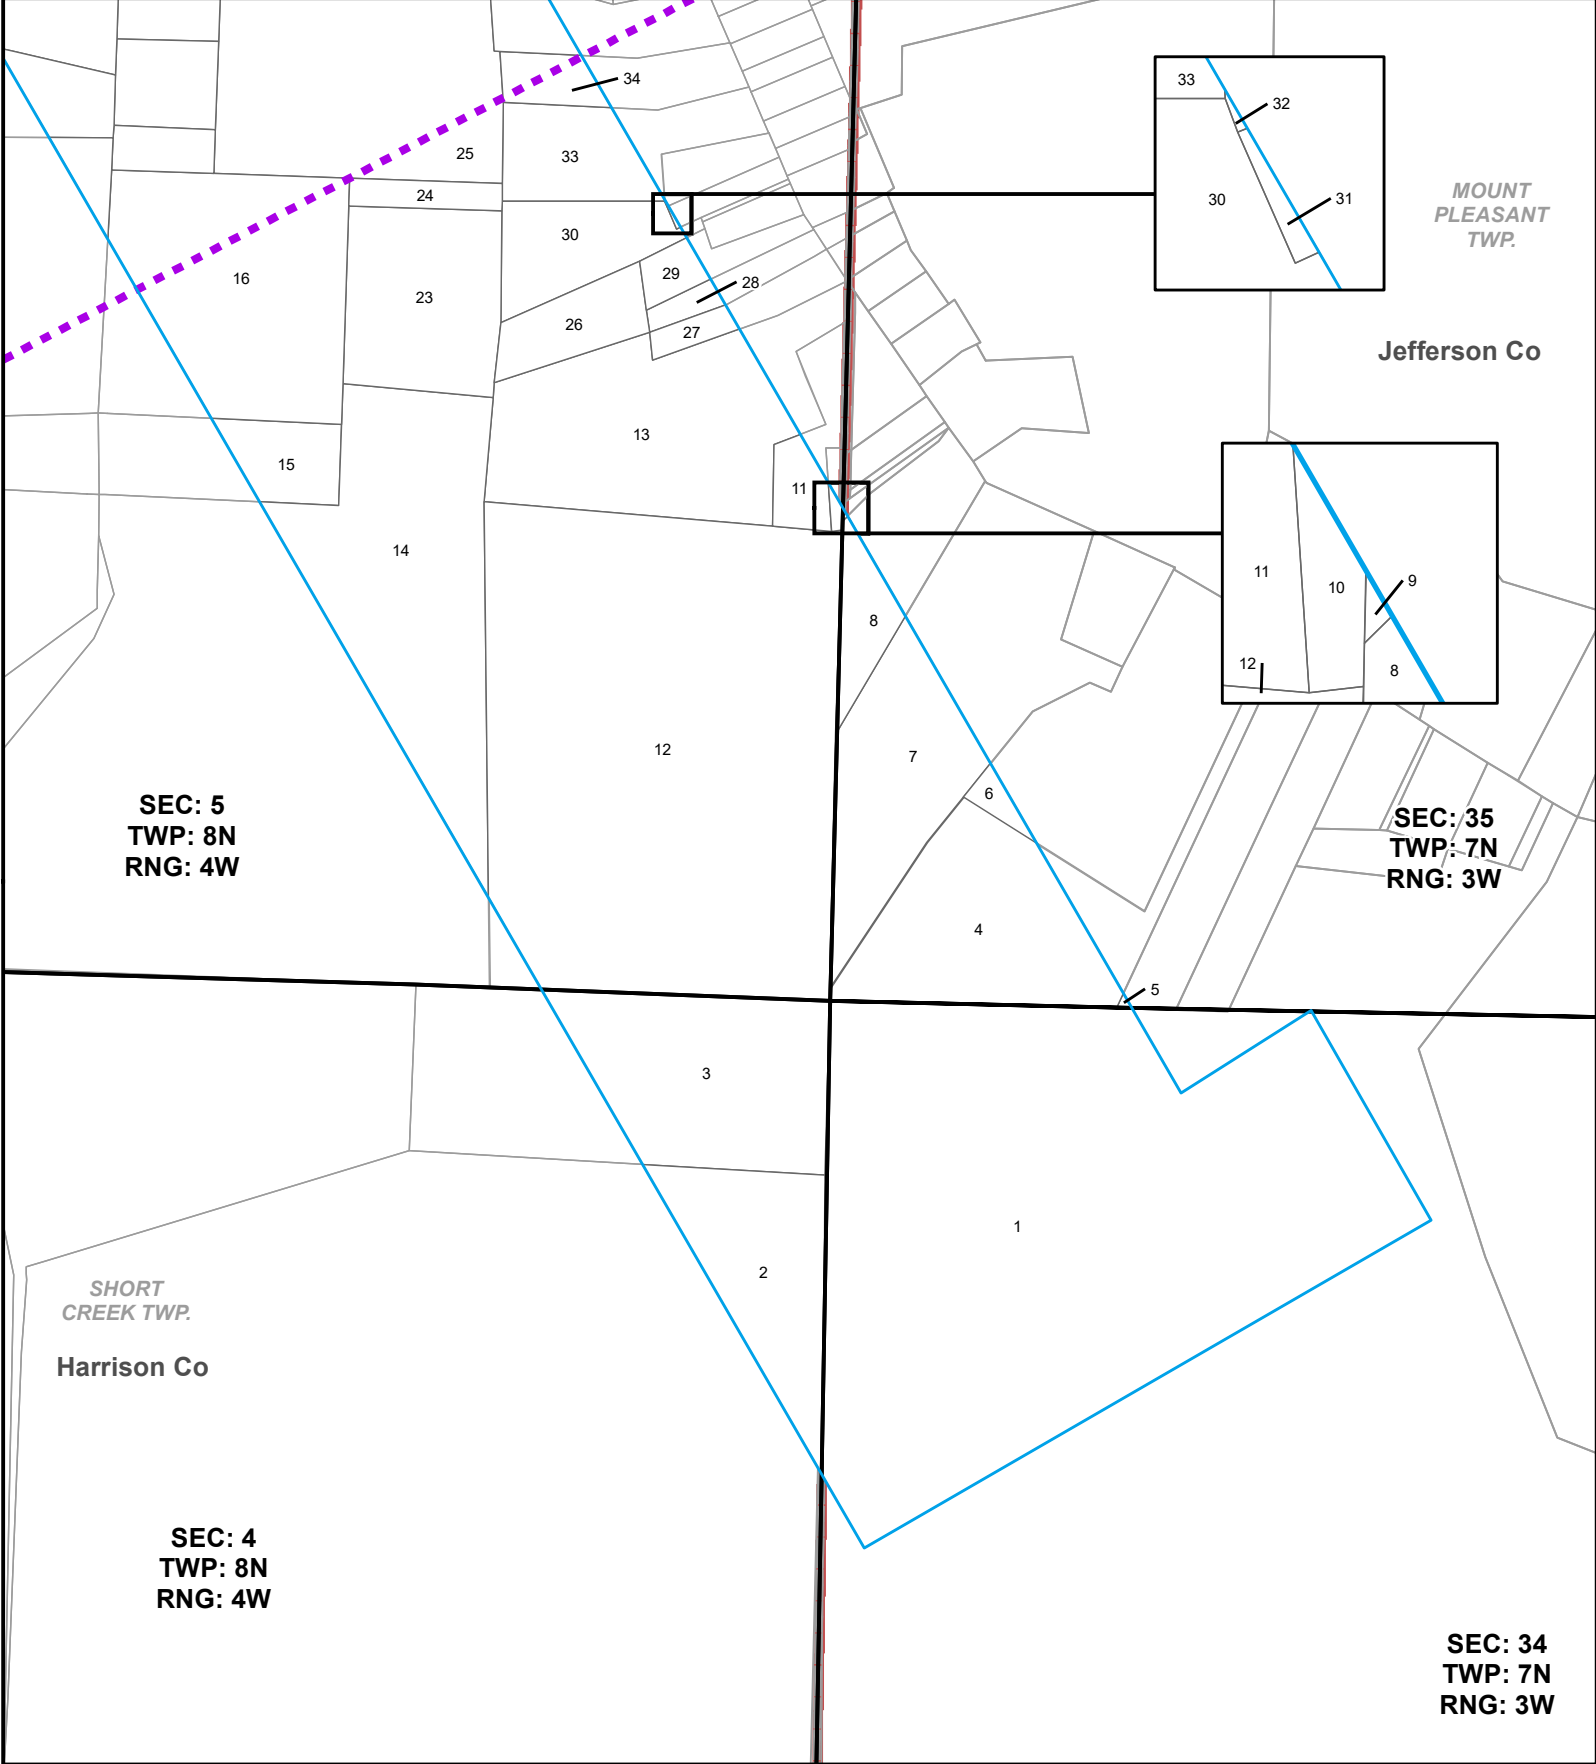 34
33
32
25
33
24
MOUNT
PLEASANT
TWP.
30
31
30
29
28
16
23
26
27
Jefferson Co
13
15
11
14
11
10
9
12
8
8
12
7
6
SEC: 5
TWP: 8N
RNG: 4W
SEC: 35
TWP: 7N
RNG: 3W
4
5
3
1
2
SHORT
CREEK TWP.
Harrison Co
SEC: 4
TWP: 8N
RNG: 4W
SEC: 34
TWP: 7N
RNG: 3W